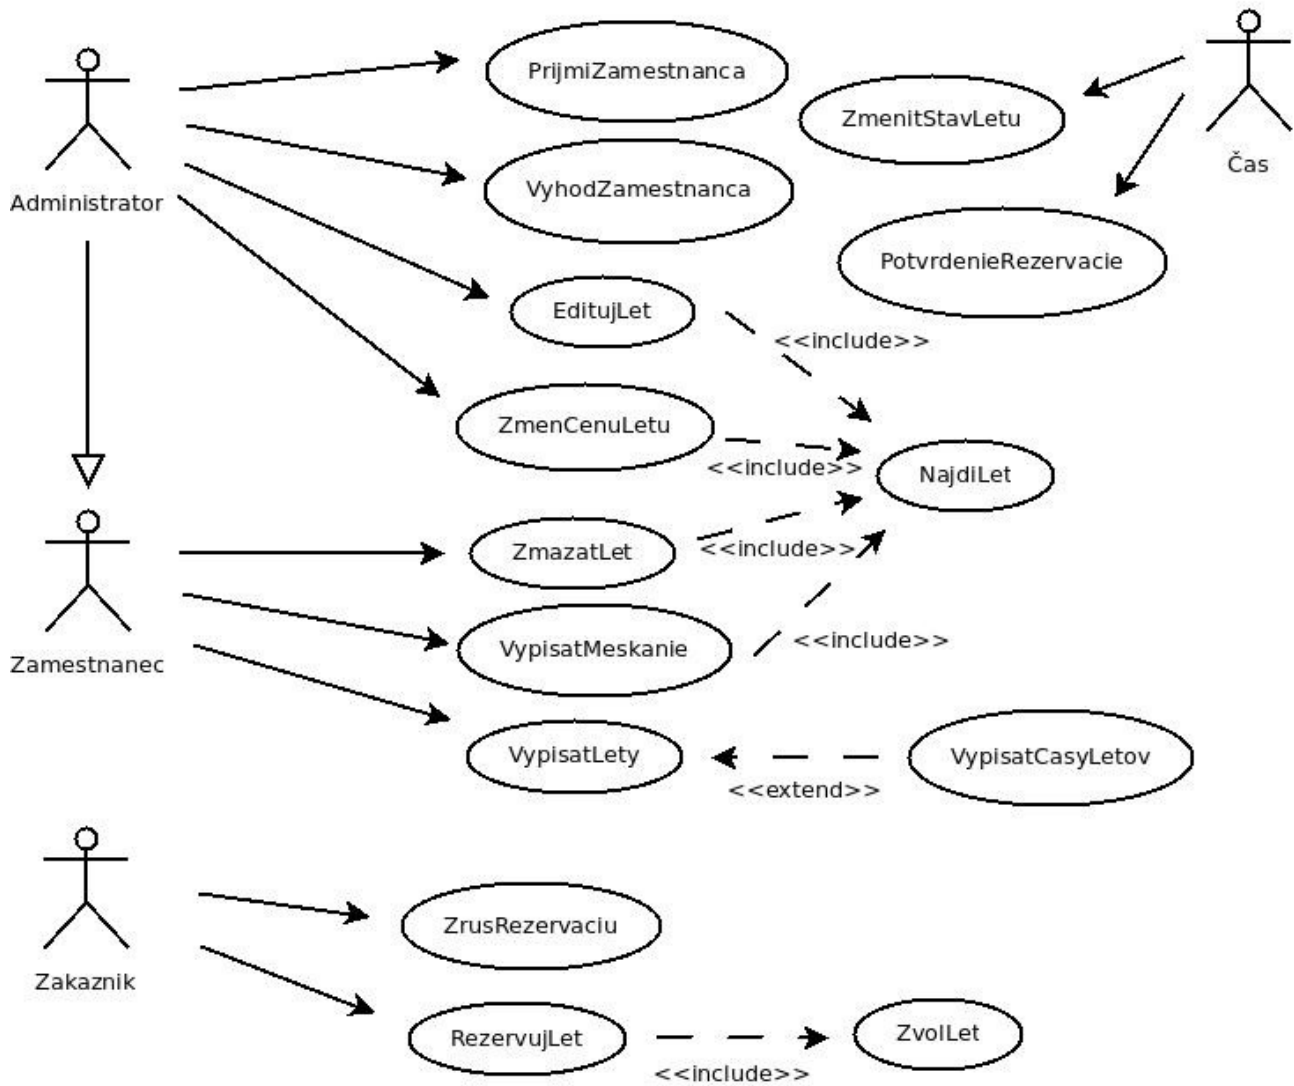 PrijmiZamestnanca
ZmenitStavLetu
Čas
VyhodZamestnanca
Administrator
PotvrdenieRezervacie
EditujLet
<<include>>
ZmenCenuLetu
<<include>>
NajdiLet
ZmazatLet
<<include>>
VypisatMeskanie
<<include>>
Zamestnanec
VypisatLety
VypisatCasyLetov
<<extend>>
ZrusRezervaciu
Zakaznik
RezervujLet
ZvolLet
<<include>>